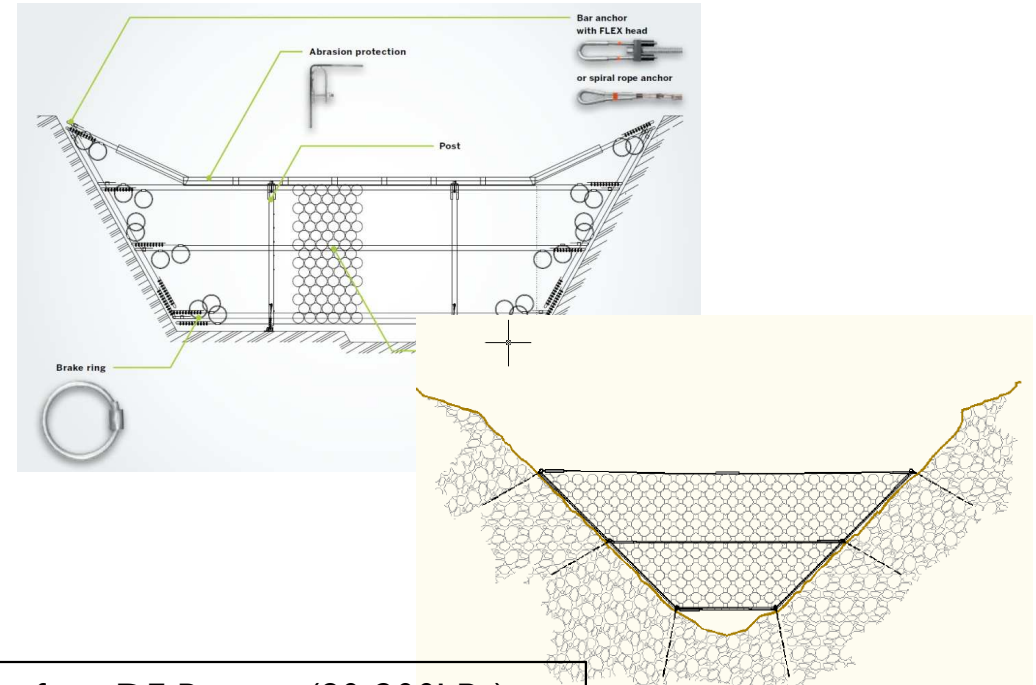 Bar anchor
with FLEX head
Abrasion protection
or spiral rope anchor
Post
Brake ring